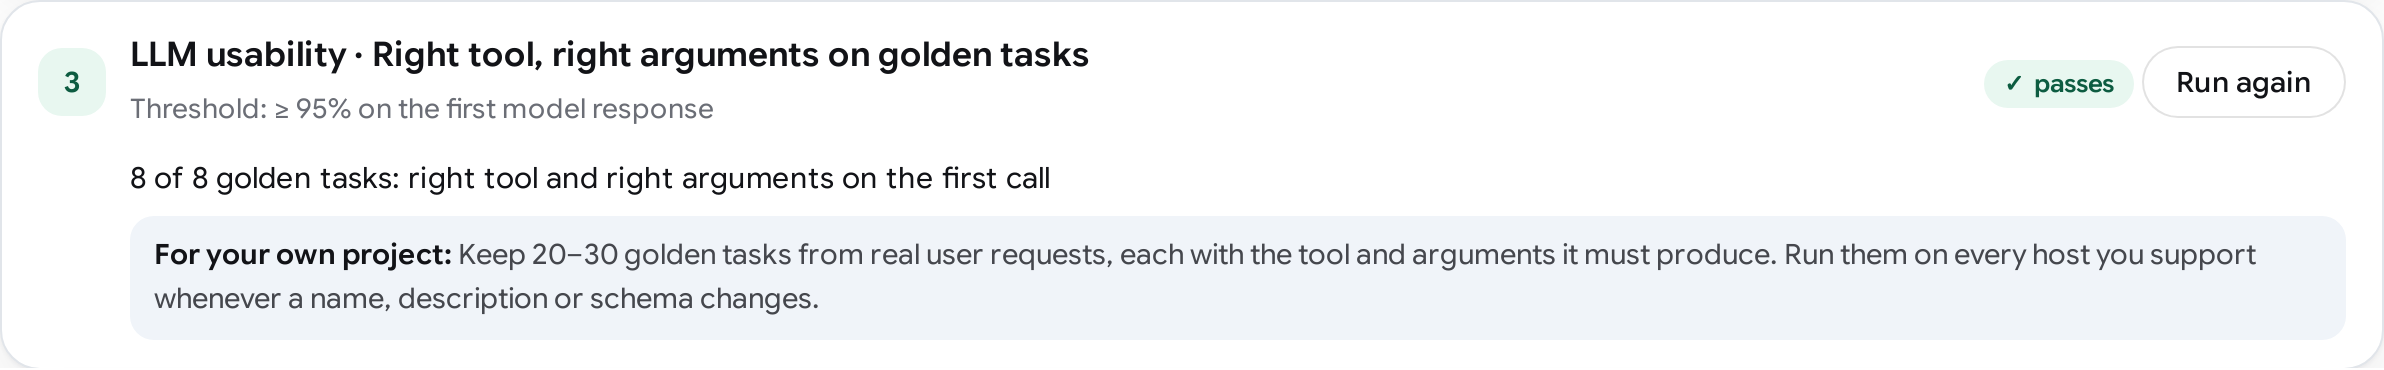 3
LLM usability · Right tool, right arguments on golden tasks
Threshold: ≥ 95% on the first model response
✓ passes
Run again
8 of 8 golden tasks: right tool and right arguments on the first call
For your own project: Keep 20–30 golden tasks from real user requests, each with the tool and arguments it must produce. Run them on every host you support
whenever a name, description or schema changes.